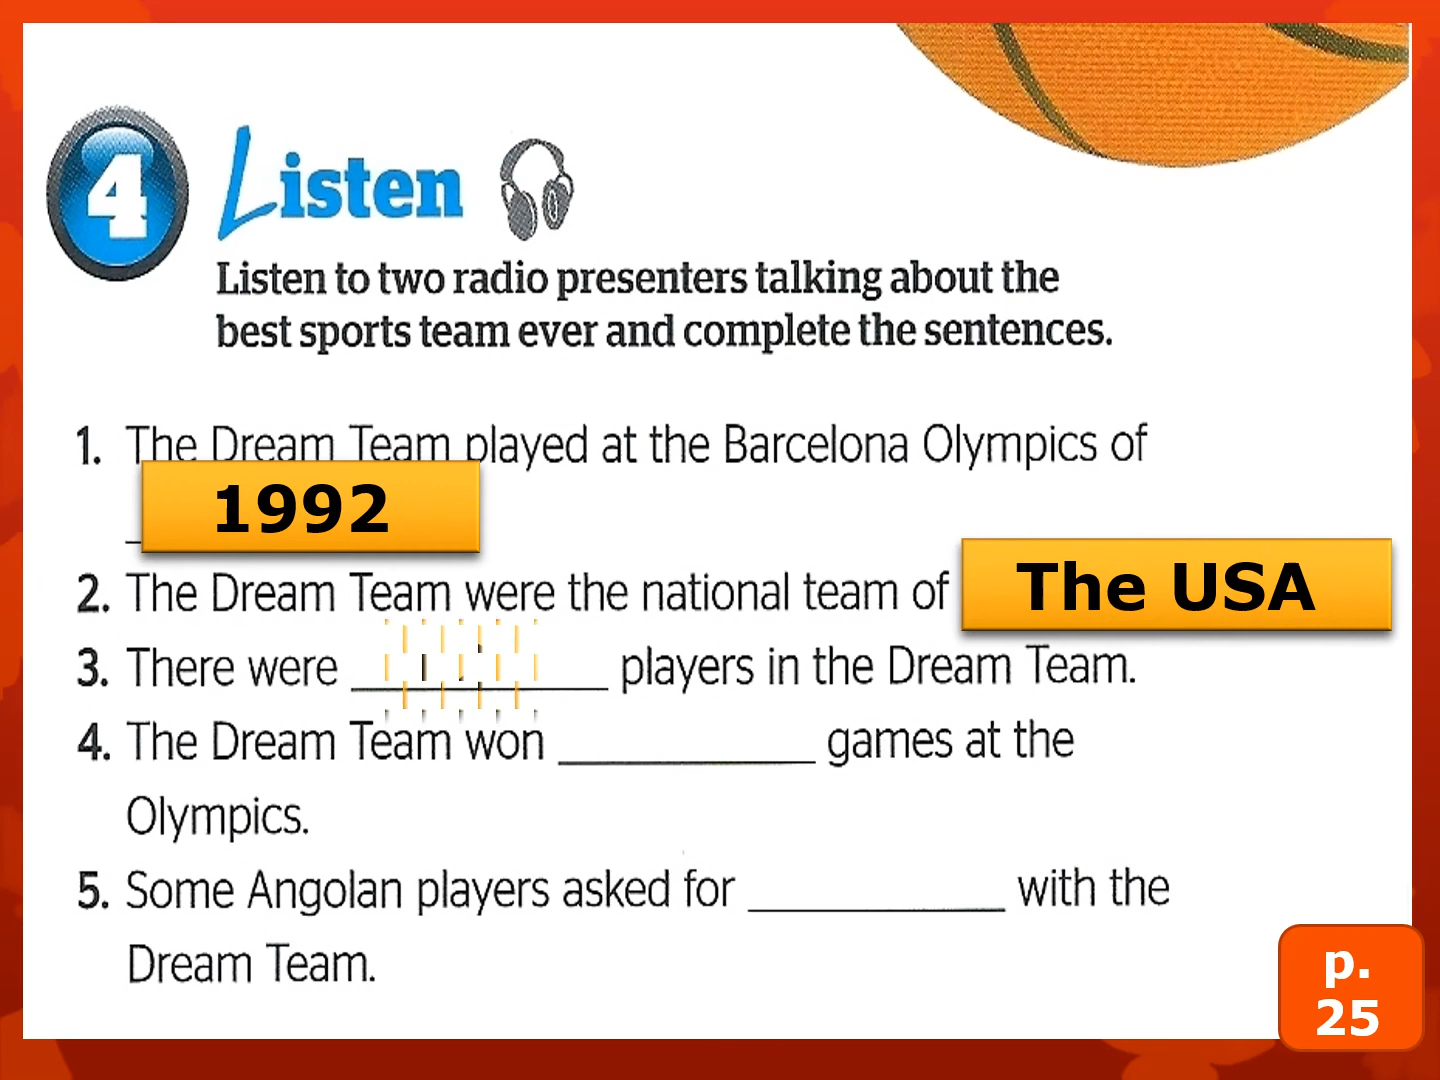 4 Listen
Listen to two radio presenters talking about the
best sports team ever and complete the sentences.
1. The Dream Team played at the Barcelona Olympics of
1992
2. The Dream Team were the national team of The USA
3. There were ____________ players in the Dream Team.
4. The Dream Team won ____________ games at the
Olympics.
5. Some Angolan players asked for ____________ with the
Dream Team.
p.
25